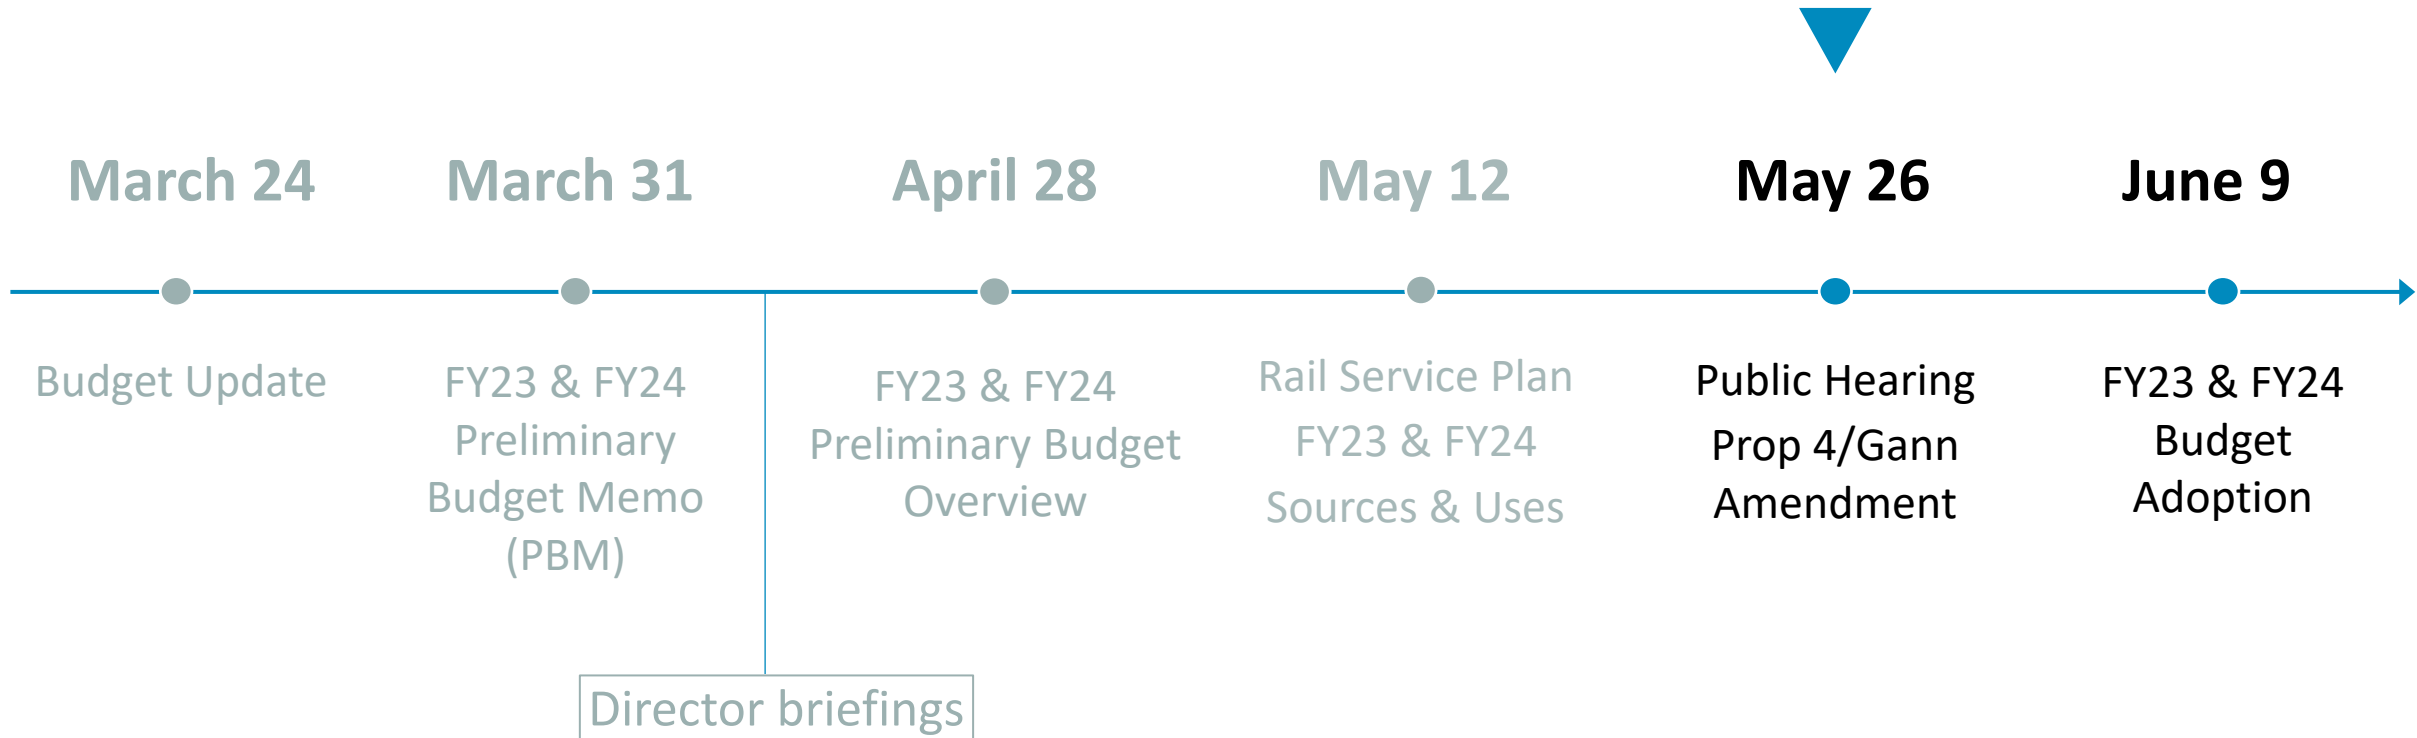 March 24
March 31
April 28
May 12
May 26
June 9
Budget Update
FY23 & FY24
Preliminary
Budget Memo
(PBM)
FY23 & FY24
Preliminary Budget
Overview
Rail Service Plan
FY23 & FY24
Sources & Uses
Public Hearing
Prop 4/Gann
Amendment
FY23 & FY24
Budget
Adoption
Director briefings